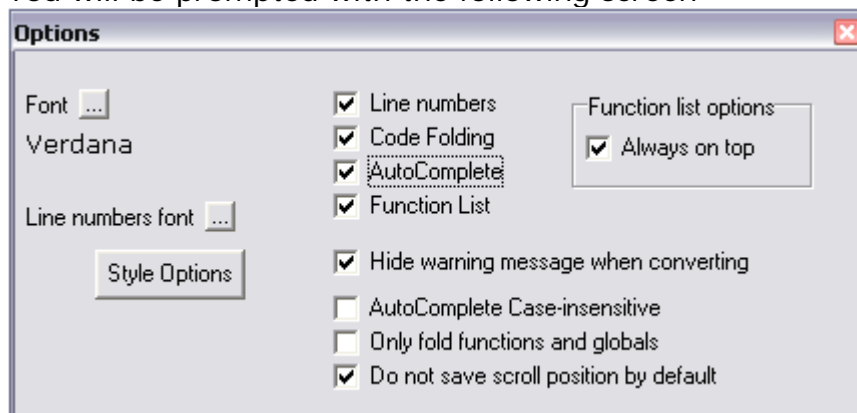 You will be prompted with the following screen
Options
Font ...
Verdana
Line numbers font ...
Style Options
Line numbers
Code Folding
AutoComplete
Function List
Hide warning message when converting
AutoComplete Case-insensitive
Only fold functions and globals
Do not save scroll position by default
Function list options
Always on top